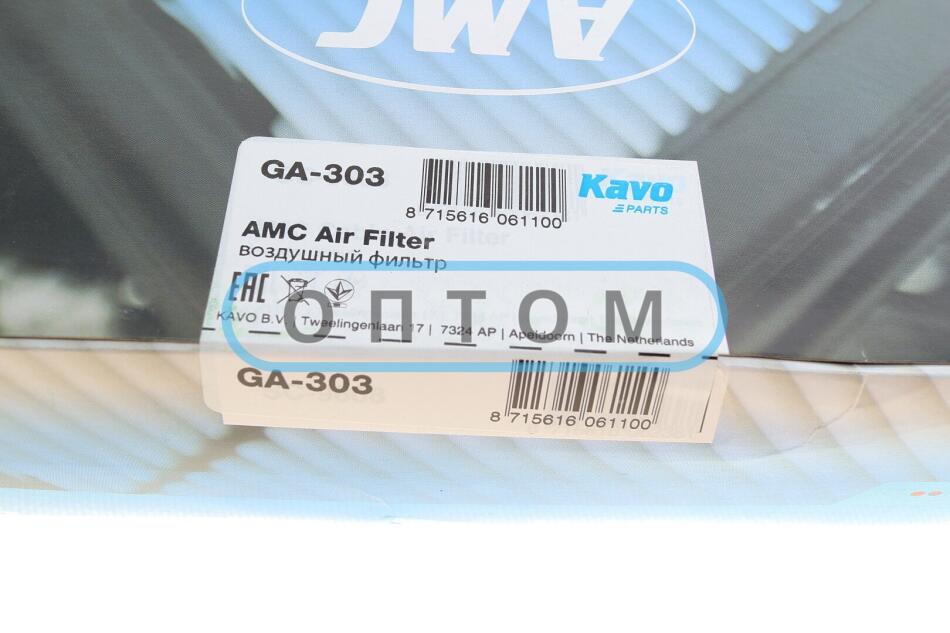 AMC
GA-303
8 715616 061100
Kavo
PARTS
AMC Air Filter
воздушный фильтр
EAC
ОПТОМ
KAVO B.V. | Tweelingenlaan 17 | 7324 AP | Apeldoorn | The Netherlands
GA-303
8 715616 061100